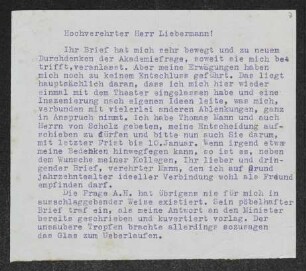 Hochverehrter Herr Liebermann!
Ihr Brief hat mich sehr bewegt und zu neuem
Durchdenken der Akademiefrage, soweit sie mich be
trifft,veranlasst. Aber meine Erwägungen haben
mich noch zu keinem Entschluss geführt. Das liegt
hauptsächlich daran, dass ich mich hier wieder
einmal mit dem Theater eingelassen habe und eine
Inszenierung nach eigenen Ideen leite, was mich,
verbunden mit vielerlei anderen Ablenkungen, ganz
in Anspruch nimmt. Ich habe Thomas Mann und auch
Herrn von Scholz gebeten, meine Entscheidung auf-
schieben zu dürfen und bitte nun auch Sie darum,
mit letzter Frist bis 10.Januar. Wenn irgend etwas
meine Bedenken hinwegfegen kann, so ist es, neben
dem Wunsche meiner Kollegen, Ihr lieber und drin-
gender Brief, verehrter Mann, den ich auf Grund
jahrzehntealter ideeller Verbindung wohl als Freund
empfinden darf.
Die Frage A.H. hat übrigens nie für mich in
ausschlaggebender Weise existiert. Sein pöbelhafter
Brief traf ein, als meine Antwort an den Minister
bereits geschrieben und kuvertiert vorlag. Der
unsaubere Tropfen brachte allerdings sozusagen
das Glas zum Ueberlaufen.